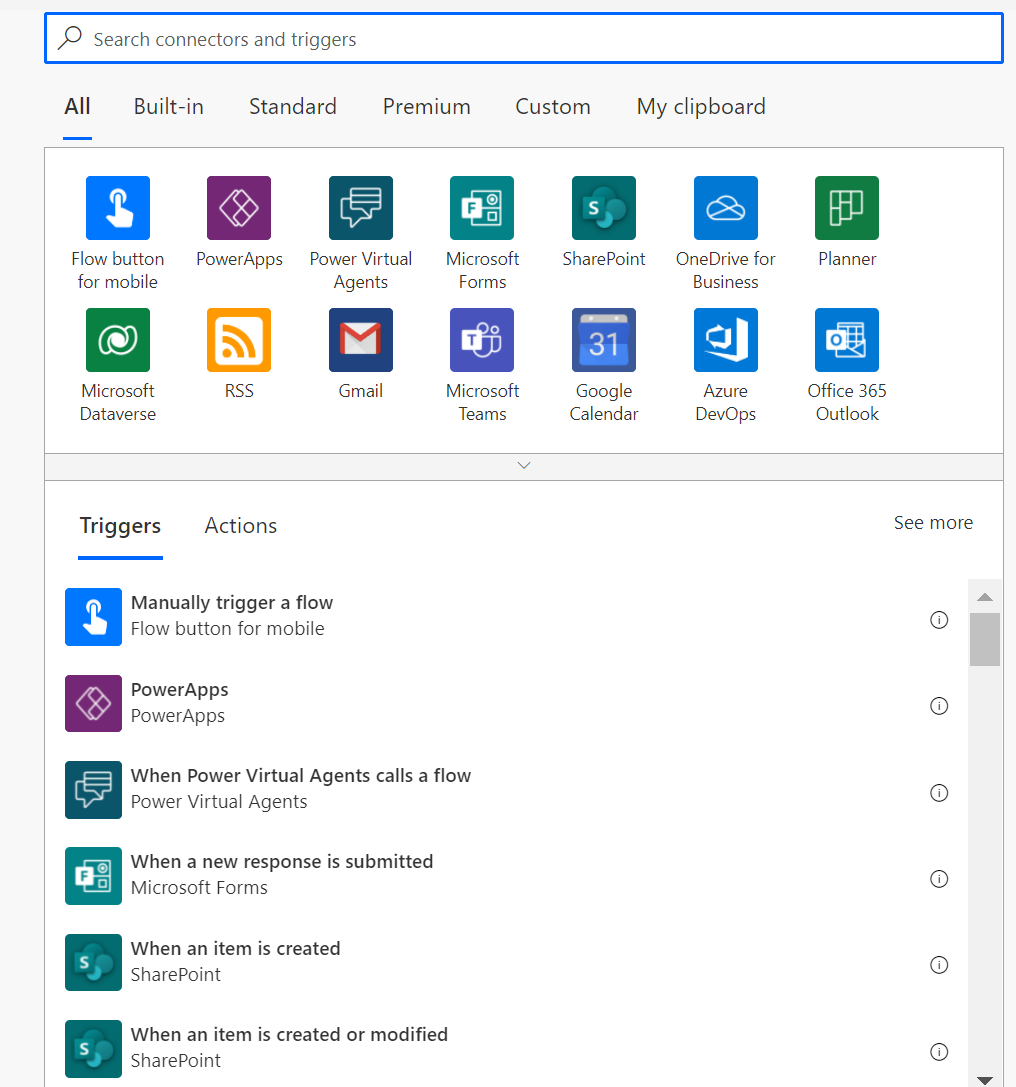 Search connectors and triggers
All Built-in Standard Premium Custom My clipboard
Flow button for mobile
PowerApps
Power Virtual Agents
Microsoft Forms
SharePoint
OneDrive for Business
Planner
31
Microsoft Dataverse
RSS
Gmail
Microsoft Teams
Google Calendar
Azure DevOps
Office 365 Outlook
Triggers Actions See more
Manually trigger a flow
Flow button for mobile
PowerApps
PowerApps
When Power Virtual Agents calls a flow
Power Virtual Agents
When a new response is submitted
Microsoft Forms
When an item is created
SharePoint
When an item is created or modified
SharePoint